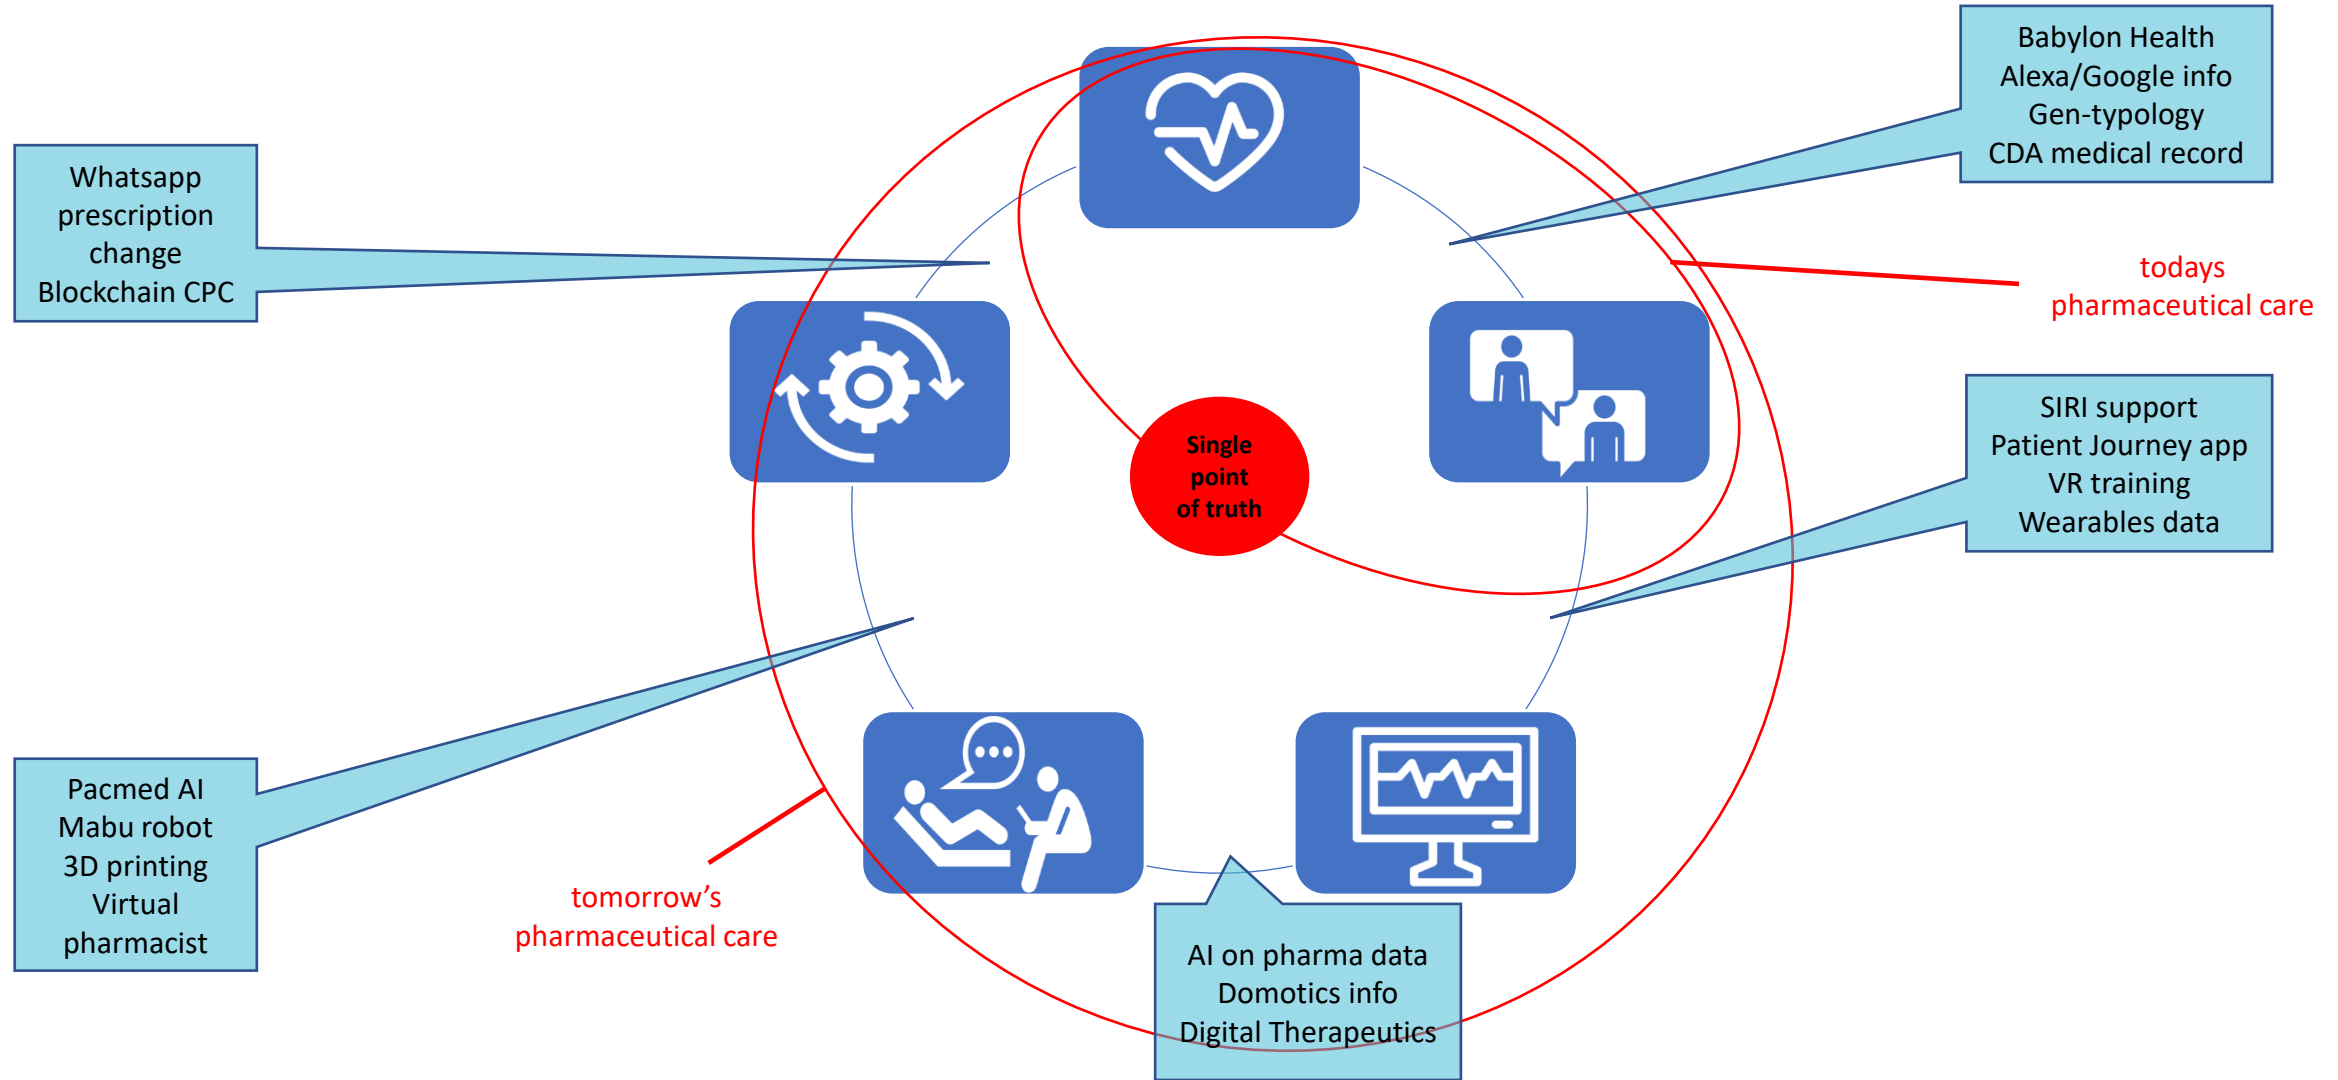 Babylon Health
Alexa/Google info
Gen-typology
CDA medical record
Whatsapp
prescription
change
Blockchain CPC
todays
pharmaceutical care
SIRI support
Patient Journey app
VR training
Wearables data
Single
point
of truth
Pacmed AI
Mabu robot
3D printing
Virtual
pharmacist
tomorrow’s
pharmaceutical care
AI on pharma data
Domotics info
Digital Therapeutics